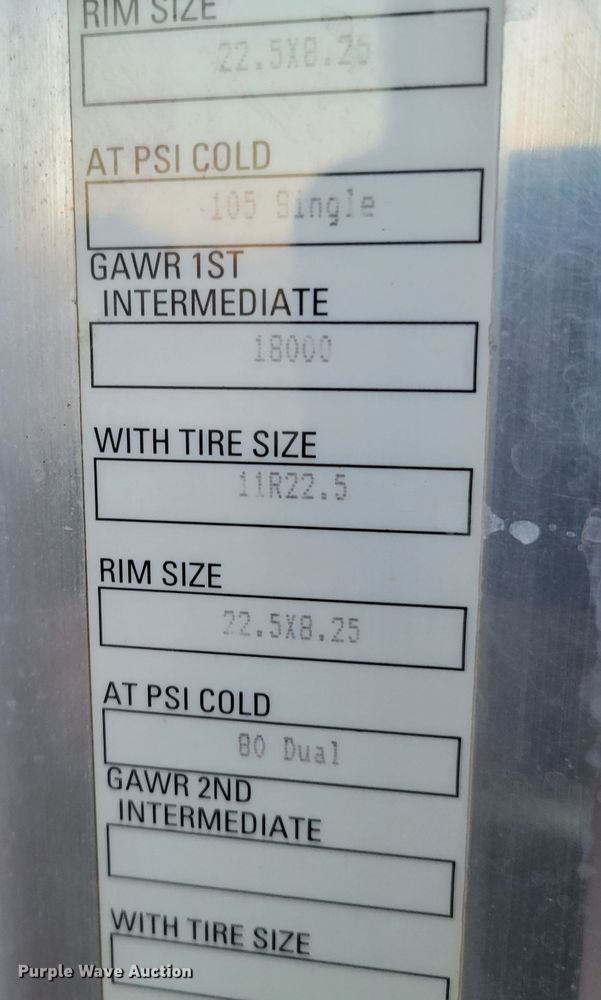 RIM SIZE
22.5X8.25
AT PSI COLD
105 Single
GAWR 1ST
INTERMEDIATE
18000
WITH TIRE SIZE
11R22.5
RIM SIZE
22.5X8.25
AT PSI COLD
80 Dual
GAWR 2ND
INTERMEDIATE
WITH TIRE SIZE
Purple Wave Auction